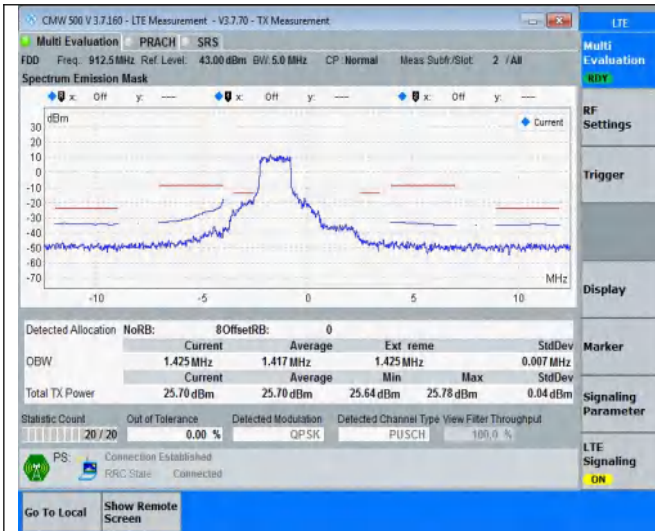 CMW 500 V 3.7.160 - LTE Measurement - V3.7.70 - TX Measurement
LTE
Multi Evaluation PRACH SRS
Multi
Evaluation
RDY
FDD Freq.: 912.5 MHz Ref. Level: 43.00 dBm BW: 5.0 MHz CP: Normal Meas Subfr./Slot: 2 / All
Spectrum Emission Mask
x: Off y: --- x: Off y: --- x: Off y: ---
dBm
Current
30
20
10
0
-10
-20
-30
-40
-50
-60
-70
MHz
-10 -5 0 5 10
RF
Settings
Trigger
Display
Marker
Signaling
Parameter
LTE
Signaling
ON
Detected Allocation NoRB: 8 OffsetRB: 0
Current Average Extreme StdDev
OBW 1.425 MHz 1.417 MHz 1.425 MHz 0.007 MHz
Current Average Min Max StdDev
Total TX Power 25.70 dBm 25.70 dBm 25.64 dBm 25.78 dBm 0.04 dBm
Statistic Count Out of Tolerance Detected Modulation Detected Channel Type View Filter Throughput
20 / 20 0.00 % QPSK PUSCH 100.0 %
PS: Connection Established
RRC State Connected
Go To Local
Show Remote
Screen